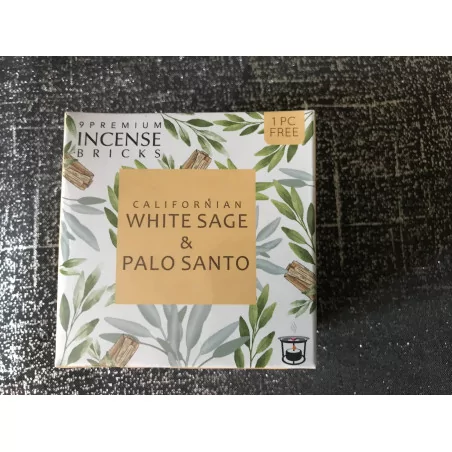 9 PREMIUM
INCENSE
BRICKS
1 PC
FREE
CALIFORNIAN
WHITE SAGE
&
PALO SANTO